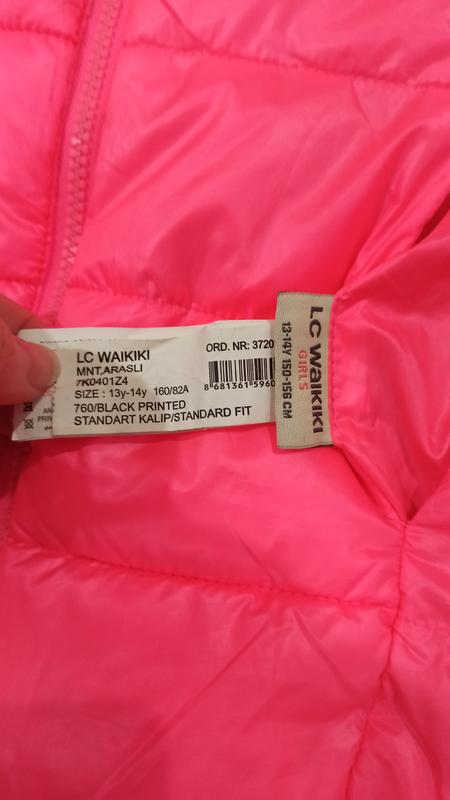 LC WAIKIKI
ORD. NR: 3720
MNT,ARASLI
7K0401Z4
8 681361 5960
SIZE : 13y-14y 160/82A
760/BLACK PRINTED
STANDART KALIP/STANDARD FIT
LC WAIKIKI
GIRLS
13-14Y 150-156 CM